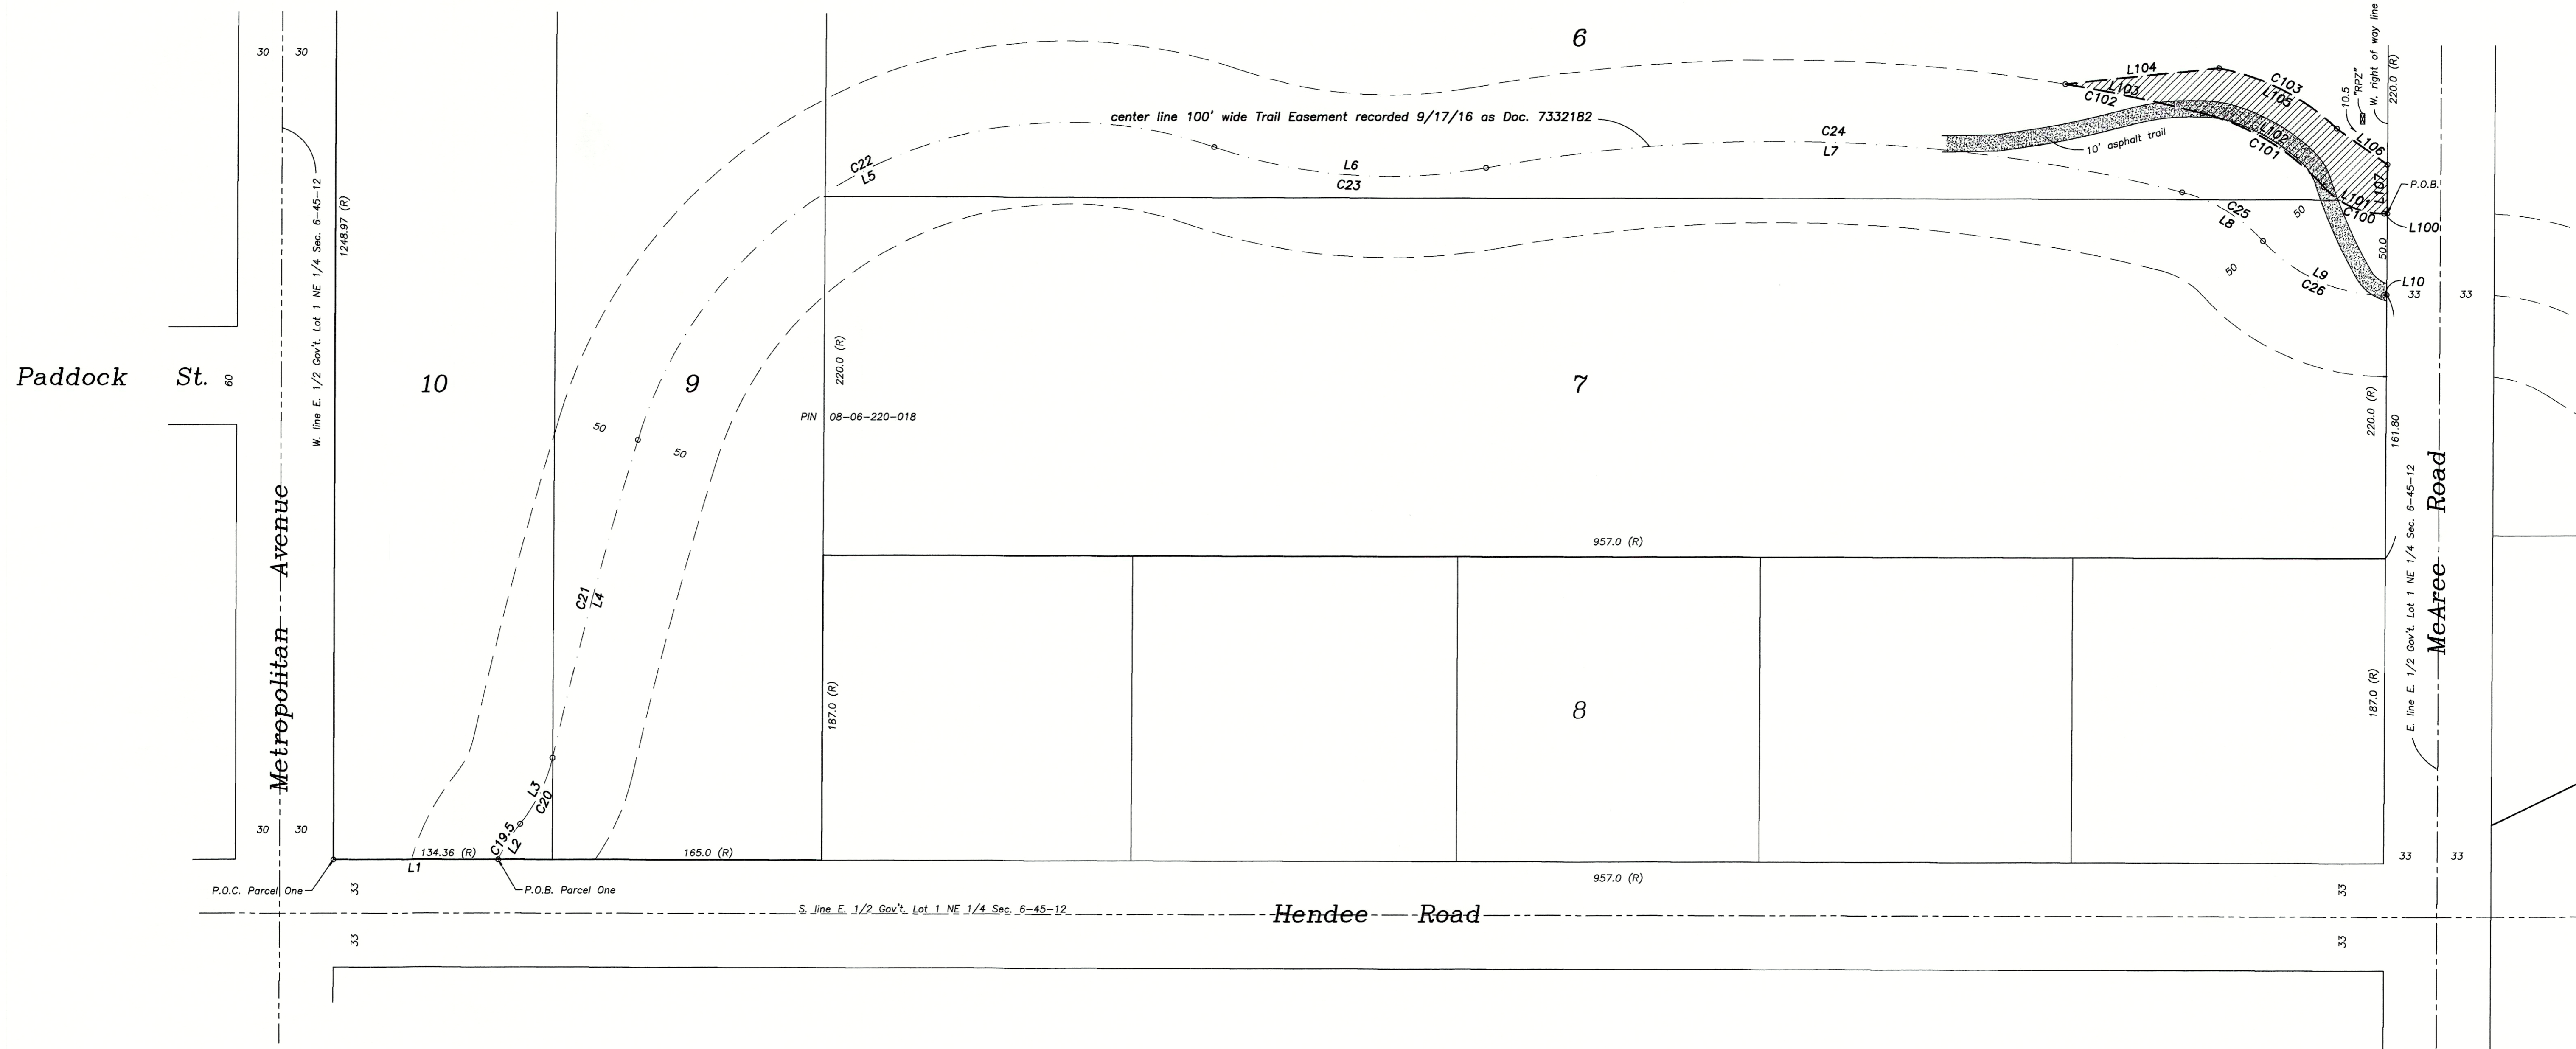 6
W. right of way line
220.0 (R)
30
30
L104
L103
C102
C103
L105
10.5
"RPZ"
center line 100' wide Trail Easement recorded 9/17/16 as Doc. 7332182
C24
L7
10' asphalt trail
L102
C101
L106
C22
L5
L6
C23
L107
P.O.B.
L101
C100
L100
C25
L8
50
50
50.0
L9
C26
L10
33
33
W. line E. 1/2 Gov't. Lot 1 NE 1/4 Sec. 6-45-12
1248.97 (R)
Paddock St.
60
10
9
220.0 (R)
7
PIN 08-06-220-018
50
50
220.0 (R)
161.80
957.0 (R)
C21
L4
Metropolitan Avenue
187.0 (R)
8
187.0 (R)
E. line E. 1/2 Gov't. Lot 1 NE 1/4 Sec. 6-45-12
McAree Road
L3
C20
C19.5
L2
30
30
134.36 (R)
165.0 (R)
L1
33
33
P.O.C. Parcel One
33
P.O.B. Parcel One
957.0 (R)
33
S. line E. 1/2 Gov't. Lot 1 NE 1/4 Sec. 6-45-12
Hendee Road
33
33